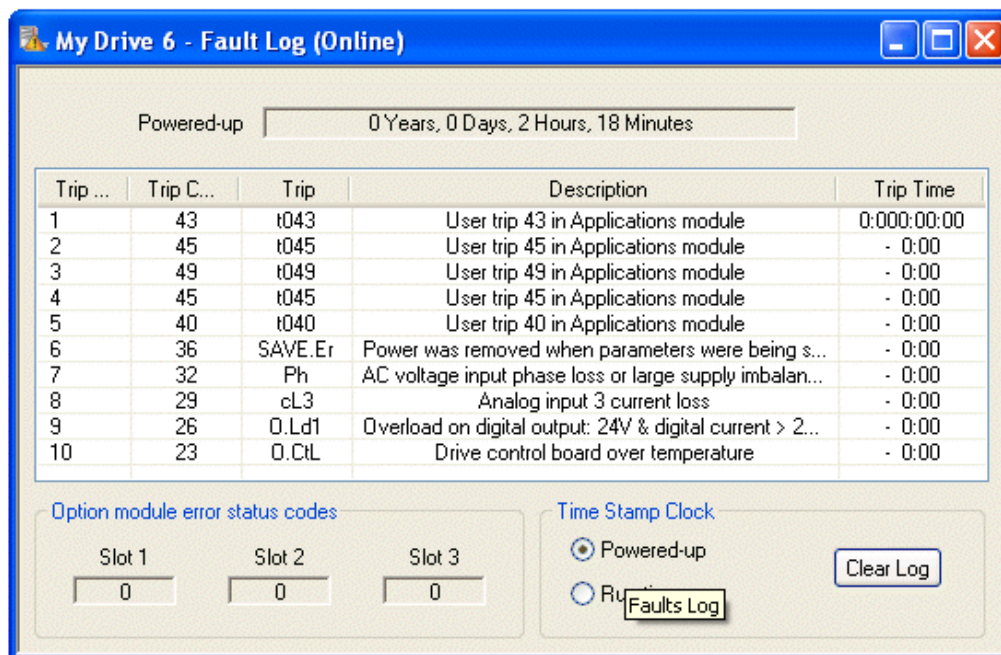 My Drive 6 - Fault Log (Online)
Powered-up 0 Years, 0 Days, 2 Hours, 18 Minutes
Trip ... Trip C... Trip Description Trip Time
1 43 t043 User trip 43 in Applications module 0:000:00:00
2 45 t045 User trip 45 in Applications module - 0:00
3 49 t049 User trip 49 in Applications module - 0:00
4 45 t045 User trip 45 in Applications module - 0:00
5 40 t040 User trip 40 in Applications module - 0:00
6 36 SAVE.Er Power was removed when parameters were being s... - 0:00
7 32 Ph AC voltage input phase loss or large supply imbalan... - 0:00
8 29 cL3 Analog input 3 current loss - 0:00
9 26 O.Ld1 Overload on digital output: 24V & digital current > 2... - 0:00
10 23 O.CtL Drive control board over temperature - 0:00
Option module error status codes
Slot 1 Slot 2 Slot 3
0 0 0
Time Stamp Clock
Powered-up
Clear Log
Faults Log